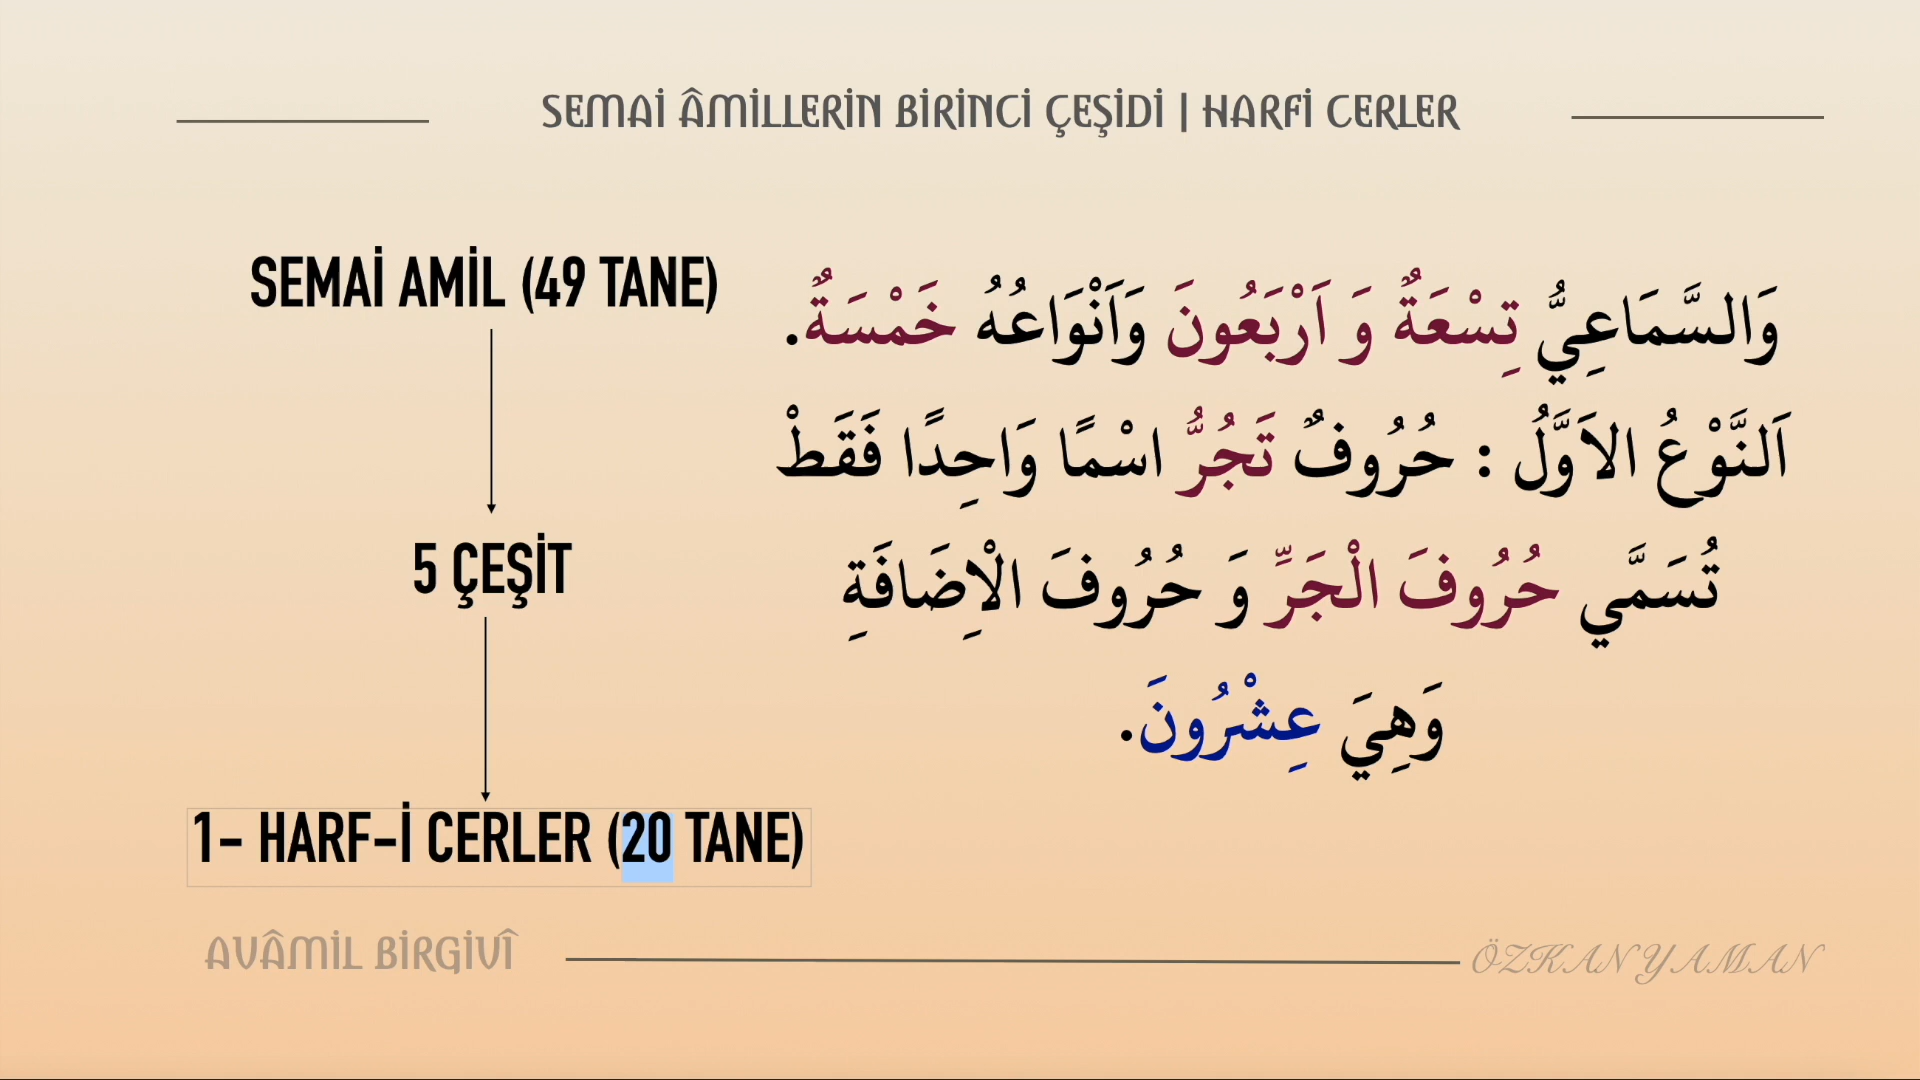 SEMAİ ÂMİLLERİN BİRİNCİ ÇEŞİDİ | HARFİ CERLER
SEMAİ AMİL (49 TANE)
5 ÇEŞİT
1- HARF-İ CERLER (20 TANE)
وَالسَّمَاعِيُّ تِسْعَةٌ وَ اَرْبَعُونَ وَاَنْوَاعُهُ خَمْسَةٌ.
اَلنَّوْعُ الاَوَّلُ : حُرُوفٌ تَجُرُّ اسْمًا وَاحِدًا فَقَطْ
تُسَمَّي حُرُوفَ الْجَرِّ وَ حُرُوفَ الْاِضَافَةِ
وَهِيَ عِشْرُونَ.
AVÂMİL BİRGİVÎ
ÖZKAN YAMAN